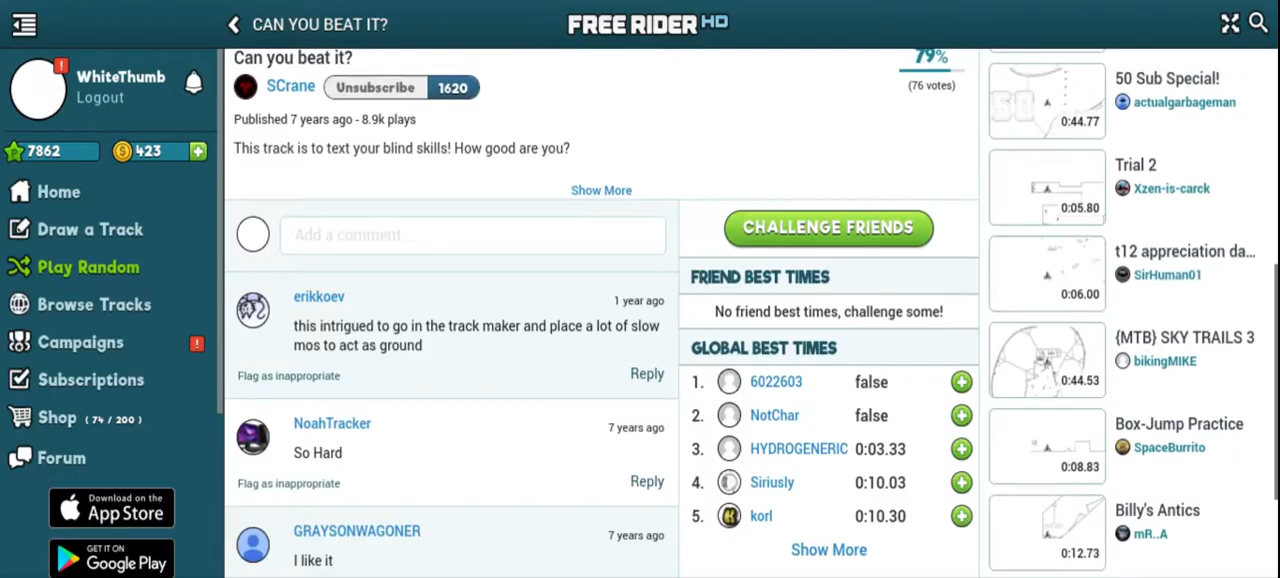 CAN YOU BEAT IT?
FREE RIDER HD
WhiteThumb
Logout
7862
423
Home
Draw a Track
Play Random
Browse Tracks
Campaigns
Subscriptions
Shop ( 74 / 200 )
Forum
Download on the
App Store
GET IT ON
Google Play
Can you beat it?
SCrane Unsubscribe 1620
Published 7 years ago - 8.9k plays
79%
(76 votes)
This track is to text your blind skills! How good are you?
Show More
Add a comment
erikkoev
1 year ago
this intrigued to go in the track maker and place a lot of slow
mos to act as ground
Flag as inappropriate
Reply
NoahTracker
7 years ago
So Hard
Flag as inappropriate
Reply
GRAYSONWAGONER
7 years ago
I like it
CHALLENGE FRIENDS
FRIEND BEST TIMES
No friend best times, challenge some!
GLOBAL BEST TIMES
1. 6022603 false
2. NotChar false
3. HYDROGENERIC 0:03.33
4. Siriusly 0:10.03
5. korl 0:10.30
Show More
50
0:44.77
50 Sub Special!
actualgarbageman
0:05.80
Trial 2
Xzen-is-carck
0:06.00
t12 appreciation da...
SirHuman01
0:44.53
{MTB} SKY TRAILS 3
bikingMIKE
0:08.83
Box-Jump Practice
SpaceBurrito
0:12.73
Billy's Antics
mR..A